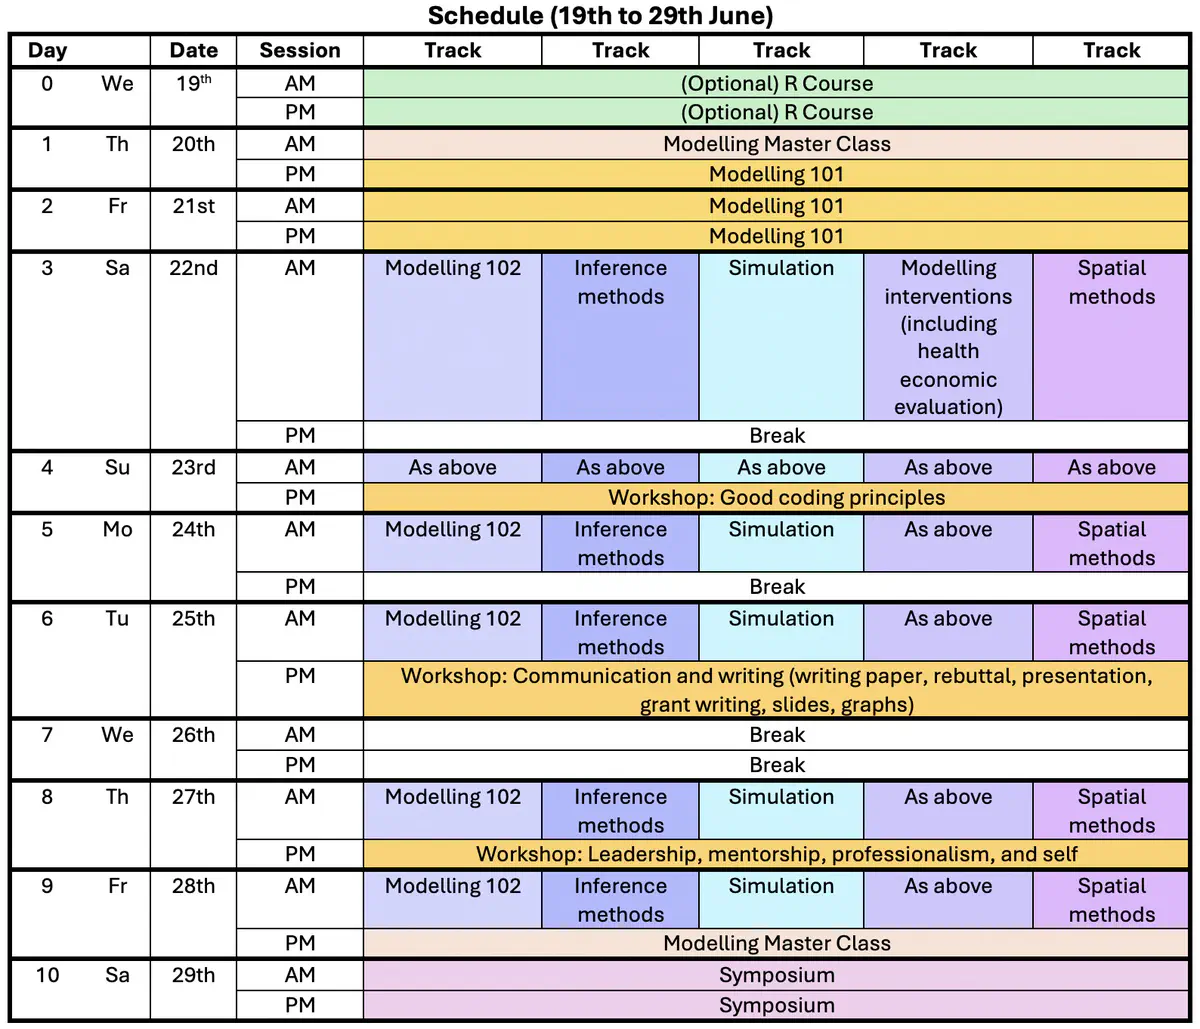 Schedule (19th to 29th June)
Day Date Session Track Track Track Track Track
0 We 19th AM (Optional) R Course
PM (Optional) R Course
1 Th 20th AM Modelling Master Class
PM Modelling 101
2 Fr 21st AM Modelling 101
PM Modelling 101
3 Sa 22nd AM Modelling 102 Inference Simulation Modelling Spatial
methods interventions methods
(including
health
economic
evaluation)
PM Break
4 Su 23rd AM As above As above As above As above As above
PM Workshop: Good coding principles
5 Mo 24th AM Modelling 102 Inference Simulation As above Spatial
methods methods
PM Break
6 Tu 25th AM Modelling 102 Inference Simulation As above Spatial
methods methods
PM Workshop: Communication and writing (writing paper, rebuttal, presentation,
grant writing, slides, graphs)
7 We 26th AM Break
PM Break
8 Th 27th AM Modelling 102 Inference Simulation As above Spatial
methods methods
PM Workshop: Leadership, mentorship, professionalism, and self
9 Fr 28th AM Modelling 102 Inference Simulation As above Spatial
methods methods
PM Modelling Master Class
10 Sa 29th AM Symposium
PM Symposium